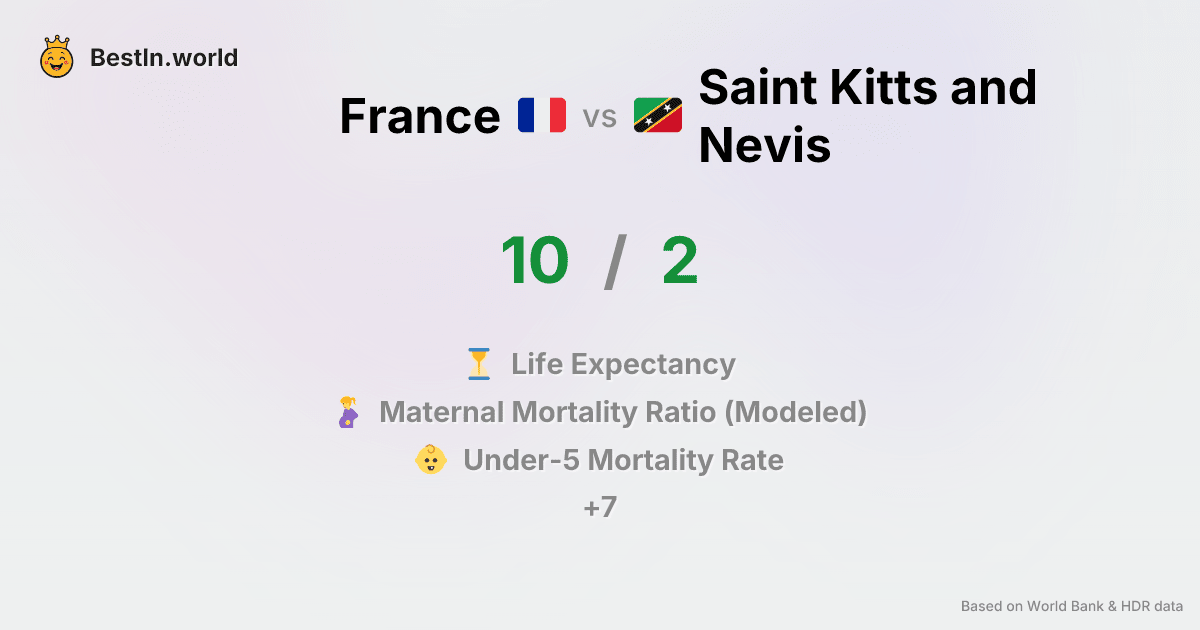 BestIn.world
France vs Saint Kitts and
Nevis
10 / 2
Life Expectancy
Maternal Mortality Ratio (Modeled)
Under-5 Mortality Rate
+7
Based on World Bank & HDR data